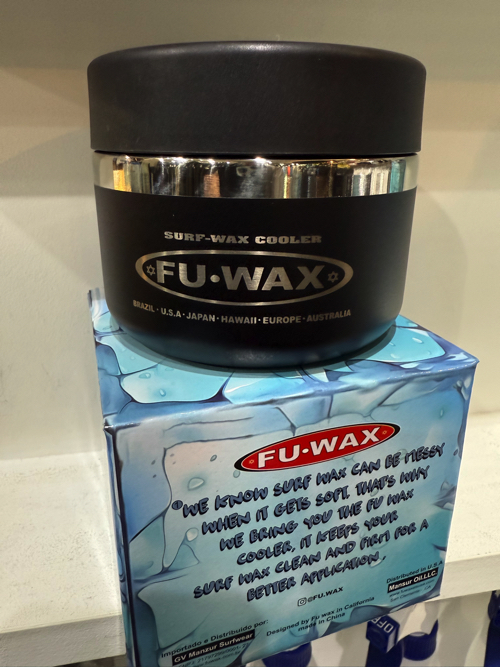 SURF-WAX COOLER
FU·WAX
BRAZIL · U.S.A · JAPAN · HAWAII · EUROPE · AUSTRALIA
FU·WAX
"WE KNOW SURF WAX CAN BE MESSY
WHEN IT GETS SOFT, THAT'S WHY
WE BRING YOU THE FU WAX
COOLER, IT KEEPS YOUR
SURF WAX CLEAN AND FIRM FOR A
BETTER APPLICATION"
@FU.WAX
Designed by Fu wax in California
made in China
Importado e Distribuido por:
GV Manzur Surfwear
Distributed in U.S.A
Mansur Oil,LLC.